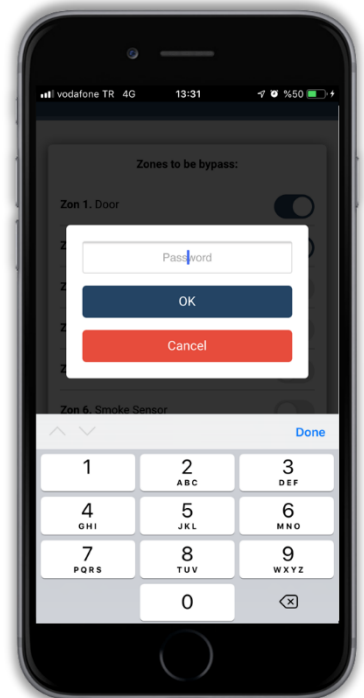 vodafone TR 4G 13:31 %50
Zones to be bypass:
Zon 1. Door
Z
Password
Z
OK
Z
Cancel
Z
Zon 6. Smoke Sensor
Done
1 2 3
ABC DEF
4 5 6
GHI JKL MNO
7 8 9
PQRS TUV WXYZ
0